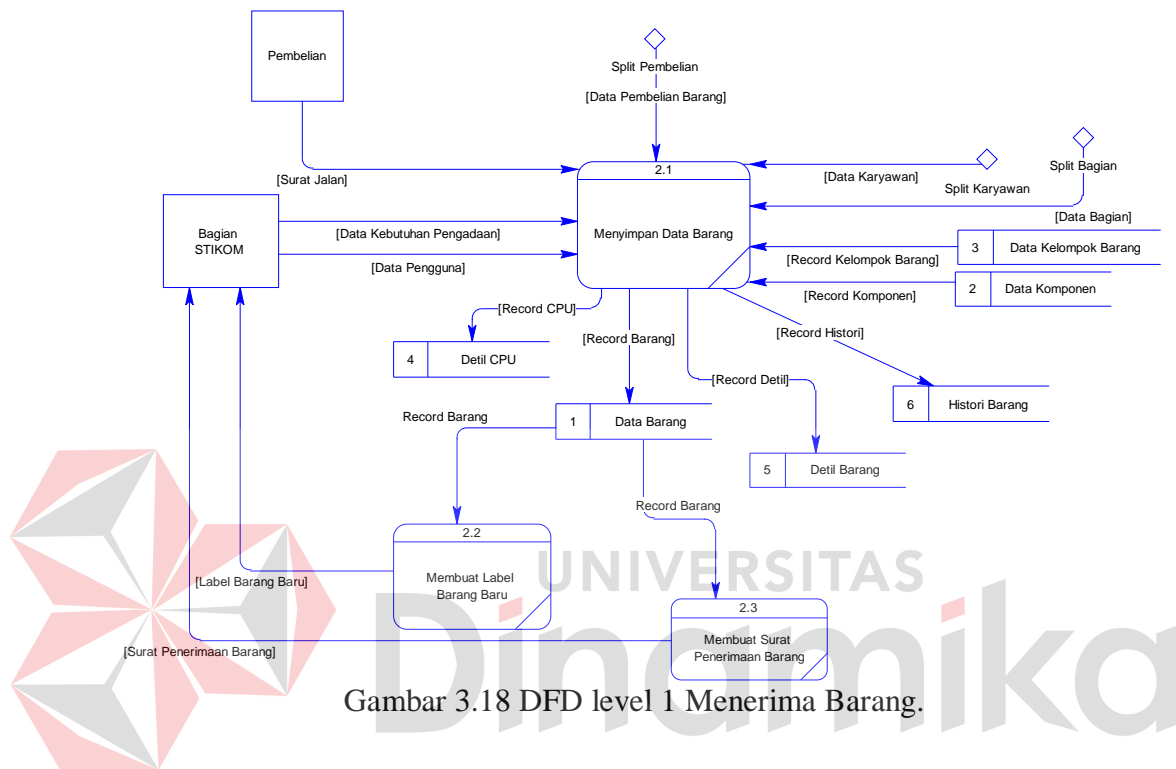 Pembelian
Split Pembelian
[Data Pembelian Barang]
[Surat Jalan]
2.1
Menyimpan Data Barang
[Data Karyawan]
Split Karyawan
Split Bagian
[Data Bagian]
Bagian
STIKOM
[Data Kebutuhan Pengadaan]
[Data Pengguna]
3
Data Kelompok Barang
[Record Kelompok Barang]
2
Data Komponen
[Record Komponen]
[Record CPU]
[Record Barang]
[Record Histori]
4
Detil CPU
[Record Detil]
6
Histori Barang
Record Barang
1
Data Barang
5
Detil Barang
Record Barang
2.2
Membuat Label
Barang Baru
[Label Barang Baru]
2.3
Membuat Surat
Penerimaan Barang
[Surat Penerimaan Barang]
UNIVERSITAS
Dinamika
Gambar 3.18 DFD level 1 Menerima Barang.